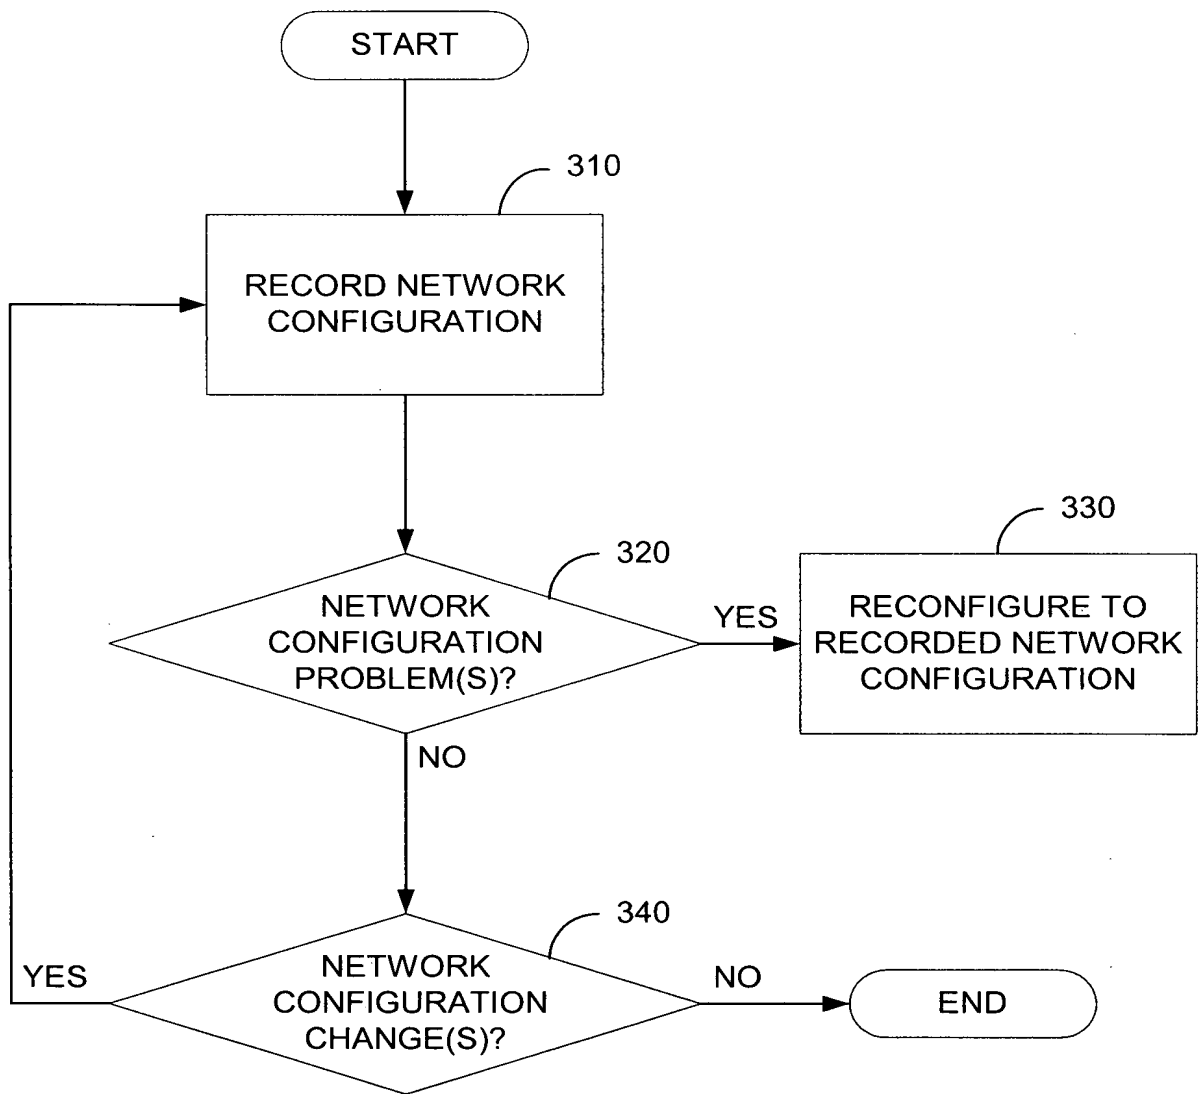 START
310
RECORD NETWORK
CONFIGURATION
320
NETWORK
CONFIGURATION
PROBLEM(S)?
YES
330
RECONFIGURE TO
RECORDED NETWORK
CONFIGURATION
NO
340
NETWORK
CONFIGURATION
CHANGE(S)?
YES
NO
END